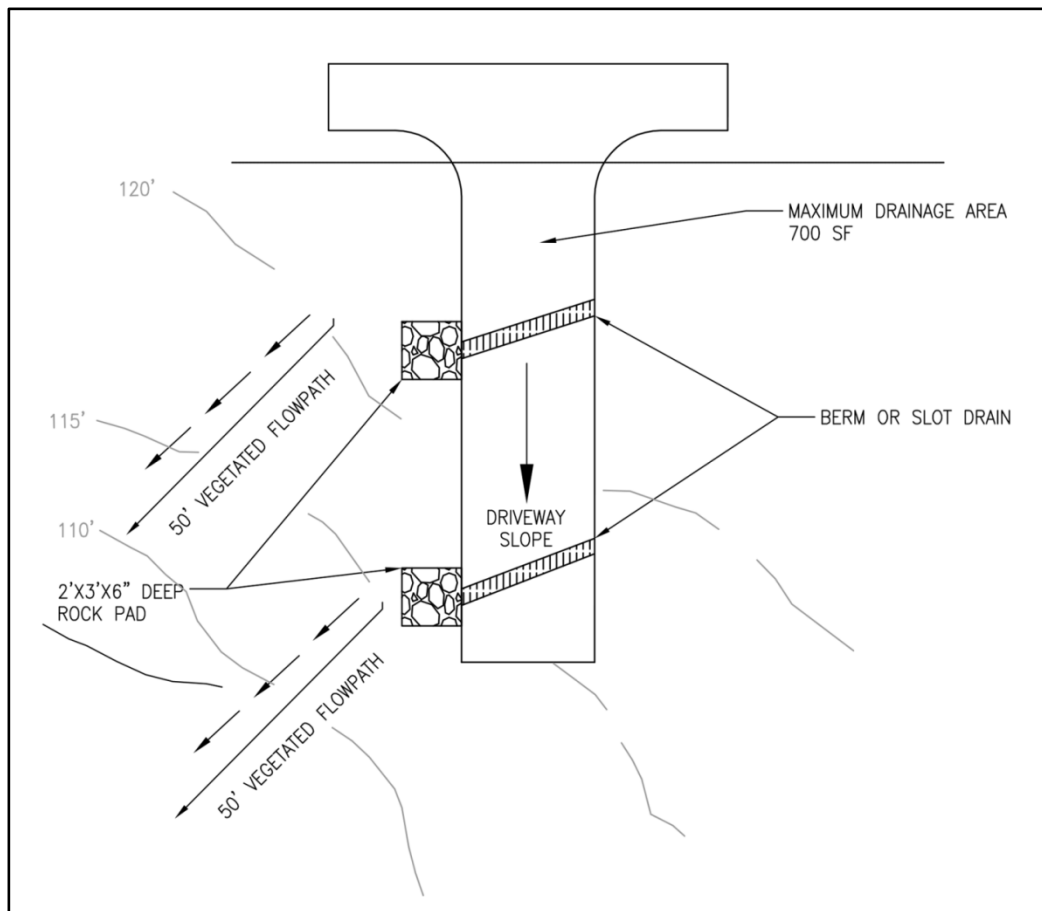 120'
MAXIMUM DRAINAGE AREA
700 SF
115'
50' VEGETATED FLOWPATH
BERM OR SLOT DRAIN
DRIVEWAY
SLOPE
110'
2'X3'X6" DEEP
ROCK PAD
50' VEGETATED FLOWPATH